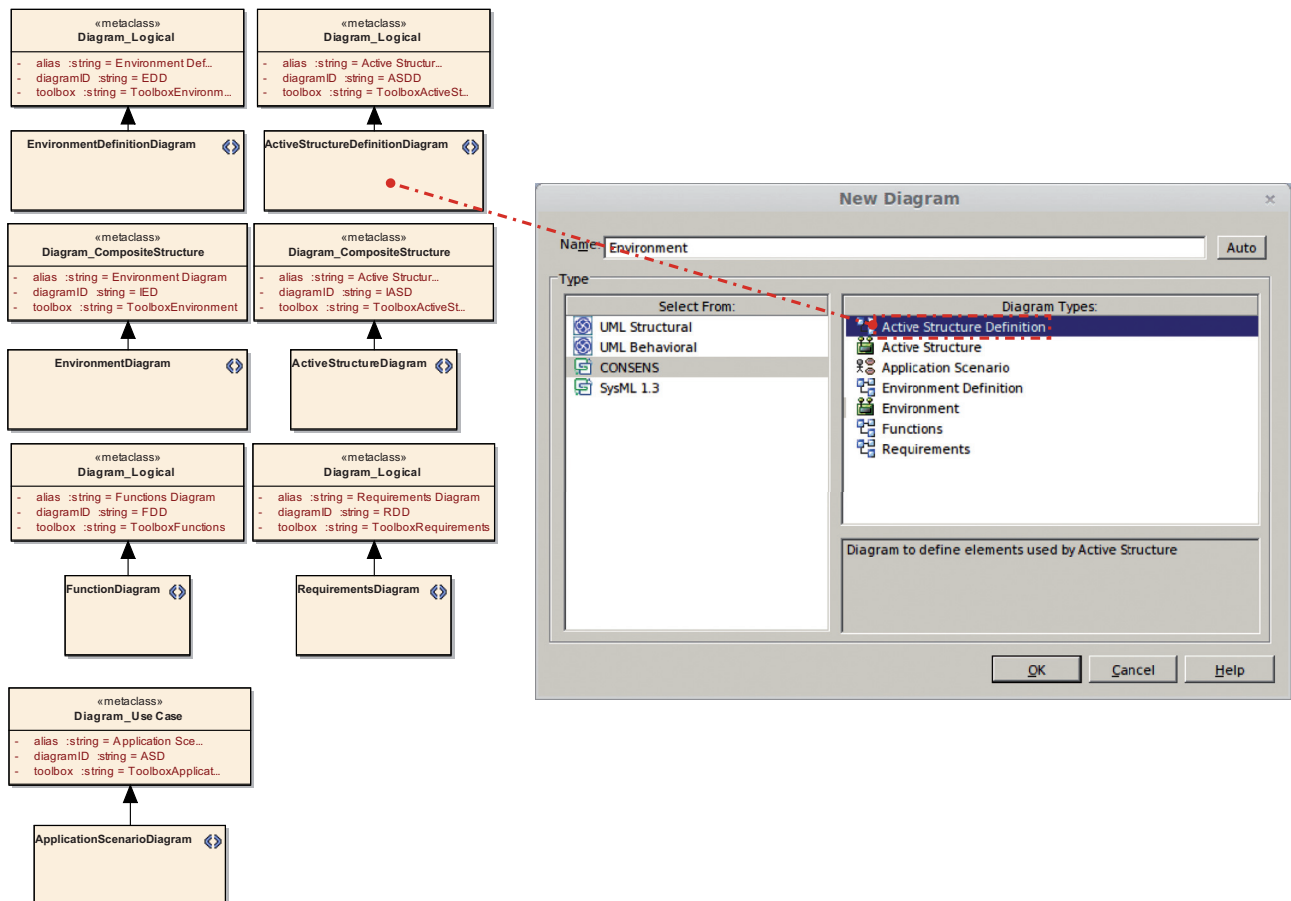 «metaclass»
Diagram_Logical
- alias :string = Environment Def...
- diagramID :string = EDD
- toolbox :string = ToolboxEnvironm...
EnvironmentDefinitionDiagram
«metaclass»
Diagram_Logical
- alias :string = Active Structur...
- diagramID :string = ASDD
- toolbox :string = ToolboxActiveSt...
ActiveStructureDefinitionDiagram
«metaclass»
Diagram_CompositeStructure
- alias :string = Environment Diagram
- diagramID :string = IED
- toolbox :string = ToolboxEnvironment
EnvironmentDiagram
«metaclass»
Diagram_CompositeStructure
- alias :string = Active Structur...
- diagramID :string = IASD
- toolbox :string = ToolboxActiveSt...
ActiveStructureDiagram
«metaclass»
Diagram_Logical
- alias :string = Functions Diagram
- diagramID :string = FDD
- toolbox :string = ToolboxFunctions
FunctionDiagram
«metaclass»
Diagram_Logical
- alias :string = Requirements Diagram
- diagramID :string = RDD
- toolbox :string = ToolboxRequirements
RequirementsDiagram
«metaclass»
Diagram_Use Case
- alias :string = Application Sce...
- diagramID :string = ASD
- toolbox :string = ToolboxApplicat...
ApplicationScenarioDiagram
New Diagram
Name: Environment
Auto
Type
Select From:
UML Structural
UML Behavioral
CONSENS
SysML 1.3
Diagram Types:
Active Structure Definition
Active Structure
Application Scenario
Environment Definition
Environment
Functions
Requirements
Diagram to define elements used by Active Structure
OK
Cancel
Help